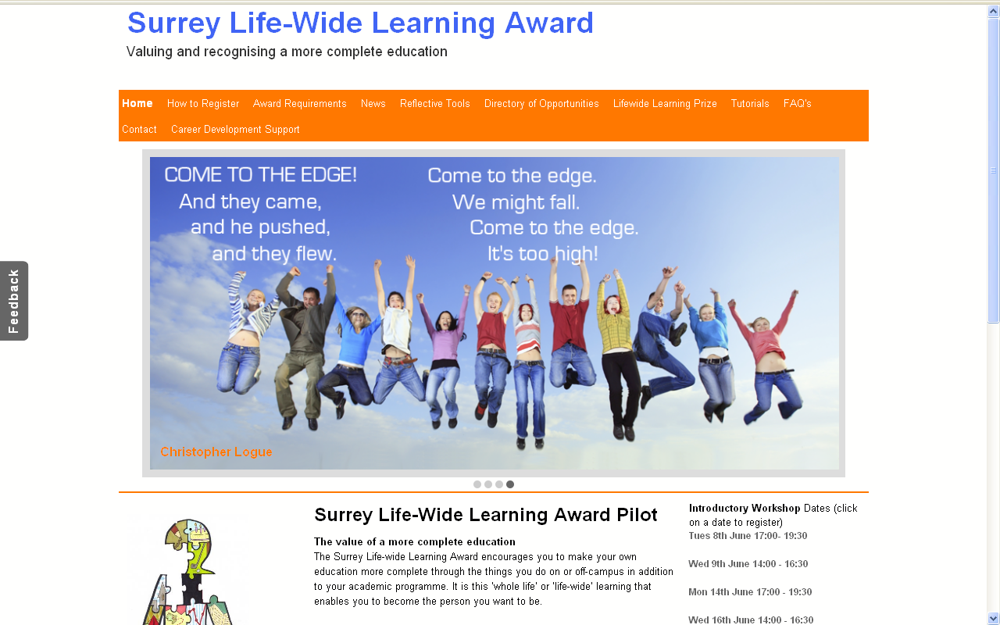 Surrey Life-Wide Learning Award
Valuing and recognising a more complete education
Home How to Register Award Requirements News Reflective Tools Directory of Opportunities Lifewide Learning Prize Tutorials FAQ's
Contact Career Development Support
COME TO THE EDGE!
And they came,
and he pushed,
and they flew.
Come to the edge.
We might fall.
Come to the edge.
It's too high!
Christopher Logue
Feedback
Surrey Life-Wide Learning Award Pilot
The value of a more complete education
The Surrey Life-wide Learning Award encourages you to make your own
education more complete through the things you do on or off-campus in addition
to your academic programme. It is this 'whole life' or 'life-wide' learning that
enables you to become the person you want to be.
Introductory Workshop Dates (click
on a date to register)
Tues 8th June 17:00- 19:30
Wed 9th June 14:00 - 16:30
Mon 14th June 17:00 - 19:30
Wed 16th June 14:00 - 16:30